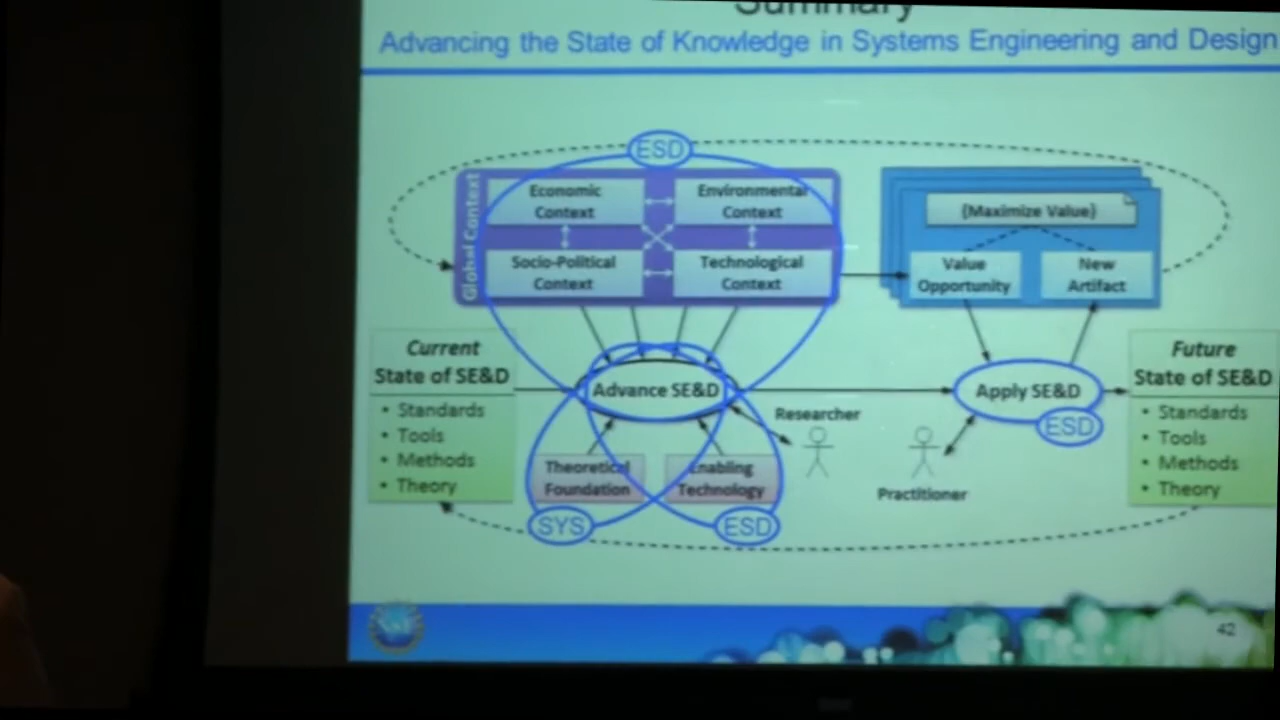 Summary
Advancing the State of Knowledge in Systems Engineering and Design
ESD
Global Context
Economic
Context
Environmental
Context
Socio-Political
Context
Technological
Context
{Maximize Value}
Value
Opportunity
New
Artifact
Current
State of SE&D
• Standards
• Tools
• Methods
• Theory
Advance SE&D
Researcher
Apply SE&D
ESD
Practitioner
Future
State of SE&D
• Standards
• Tools
• Methods
• Theory
Theoretical
Foundation
Enabling
Technology
SYS
ESD
42